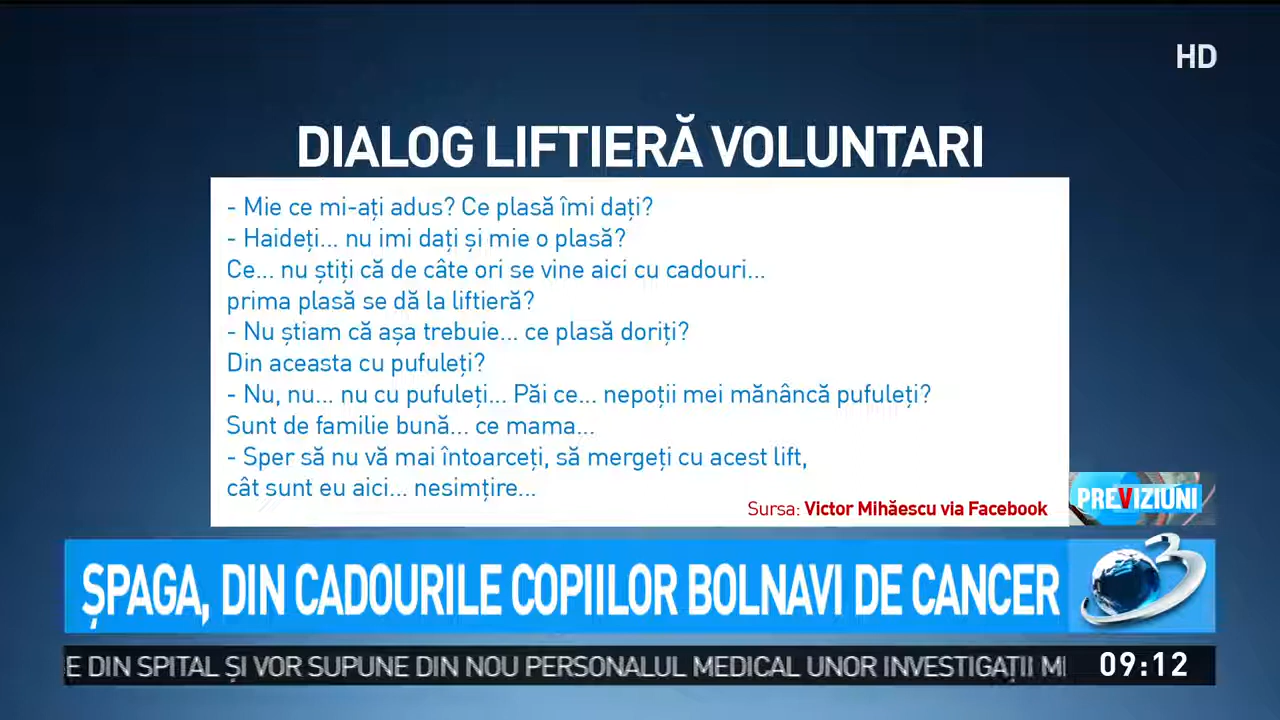 HD
DIALOG LIFTIERĂ VOLUNTARI
- Mie ce mi-ați adus? Ce plasă îmi dați?
- Haideți... nu imi dați și mie o plasă?
Ce... nu știți că de câte ori se vine aici cu cadouri...
prima plasă se dă la liftieră?
- Nu știam că așa trebuie... ce plasă doriți?
Din aceasta cu pufuleți?
- Nu, nu... nu cu pufuleți... Păi ce... nepoții mei mănâncă pufuleți?
Sunt de familie bună... ce mama...
- Sper să nu vă mai întoarceți, să mergeți cu acest lift,
cât sunt eu aici... nesimțire...
Sursa: Victor Mihăescu via Facebook
PREVIZIUNI
ȘPAGA, DIN CADOURILE COPIILOR BOLNAVI DE CANCER
3
E DIN SPITAL ȘI VOR SUPUNE DIN NOU PERSONALUL MEDICAL UNOR INVESTIGAȚII
09:12